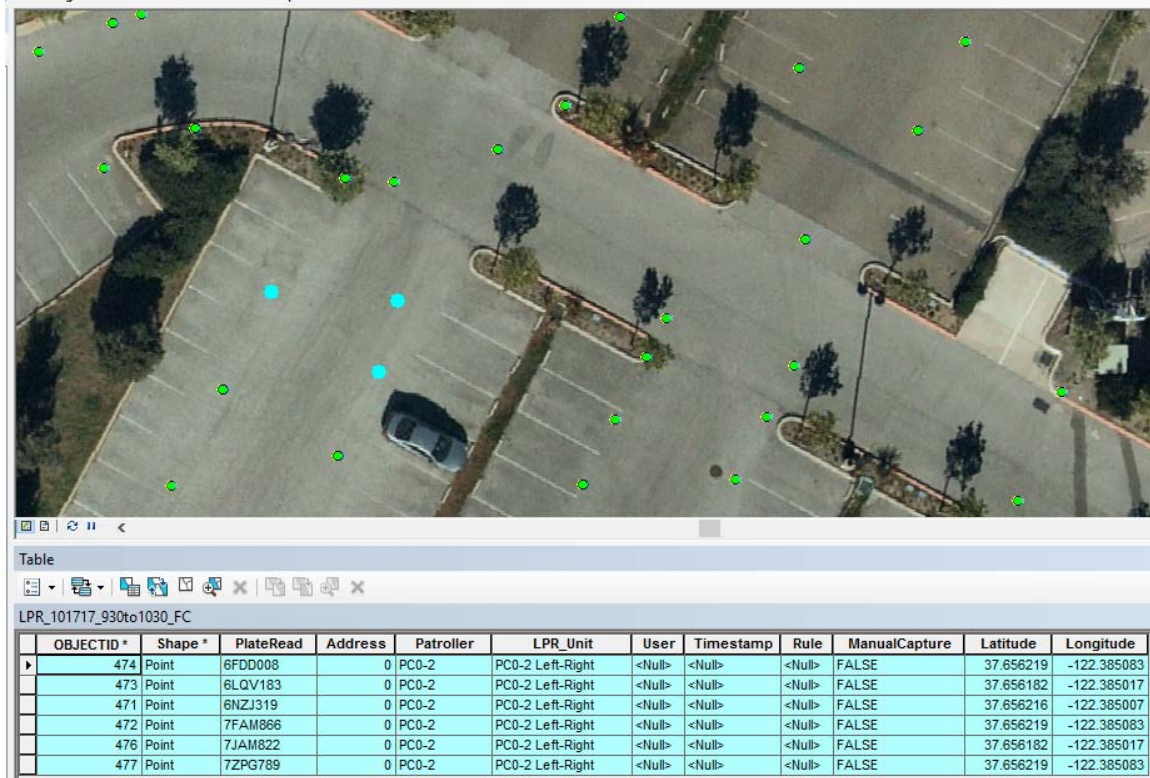 Table
LPR_101717_930to1030_FC
OBJECTID * Shape * PlateRead Address Patroller LPR_Unit User Timestamp Rule ManualCapture Latitude Longitude
474 Point 6FDD008 0 PC0-2 PC0-2 Left-Right <Null> <Null> <Null> FALSE 37.656219 -122.385083
473 Point 6LQV183 0 PC0-2 PC0-2 Left-Right <Null> <Null> <Null> FALSE 37.656182 -122.385017
471 Point 6NZJ319 0 PC0-2 PC0-2 Left-Right <Null> <Null> <Null> FALSE 37.656216 -122.385007
472 Point 7FAM866 0 PC0-2 PC0-2 Left-Right <Null> <Null> <Null> FALSE 37.656219 -122.385083
476 Point 7JAM822 0 PC0-2 PC0-2 Left-Right <Null> <Null> <Null> FALSE 37.656182 -122.385017
477 Point 7ZPG789 0 PC0-2 PC0-2 Left-Right <Null> <Null> <Null> FALSE 37.656219 -122.385083